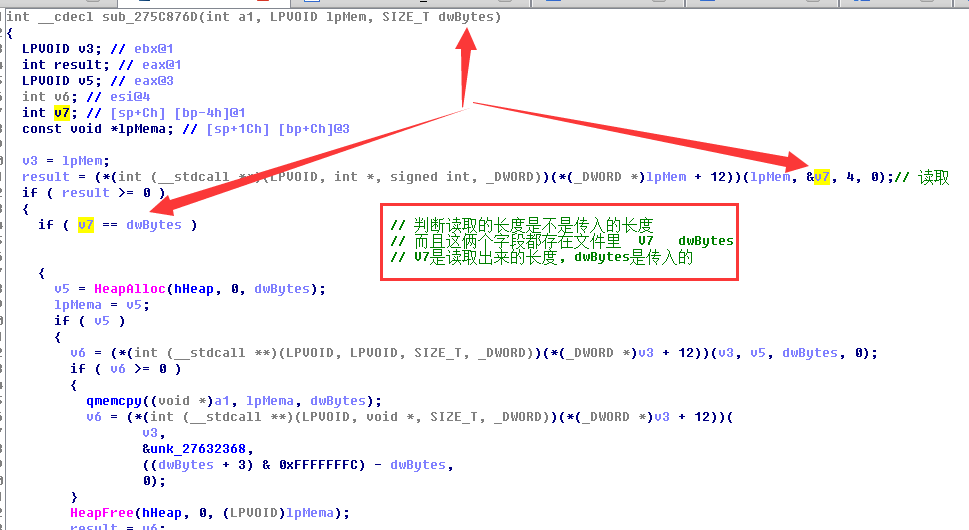 int __cdecl sub_275C876D(int a1, LPVOID lpMem, SIZE_T dwBytes)
{
LPVOID v3; // ebx@1
int result; // eax@1
LPVOID v5; // eax@3
int v6; // esi@4
int v7; // [sp+Ch] [bp-4h]@1
const void *lpMema; // [sp+1Ch] [bp+Ch]@3
v3 = lpMem;
result = (*(int (__stdcall **)(LPVOID, int *, signed int, _DWORD))(*(_DWORD *)lpMem + 12))(lpMem, &v7, 4, 0);// 读取
if ( result >= 0 )
{
if ( v7 == dwBytes )
// 判断读取的长度是不是传入的长度
// 而且这俩个字段都存在文件里 V7 dwBytes
// V7是读取出来的长度，dwBytes是传入的
{
v5 = HeapAlloc(hHeap, 0, dwBytes);
lpMema = v5;
if ( v5 )
{
v6 = (*(int (__stdcall **)(LPVOID, LPVOID, SIZE_T, _DWORD))(*(_DWORD *)v3 + 12))(v3, v5, dwBytes, 0);
if ( v6 >= 0 )
{
qmemcpy((void *)a1, lpMema, dwBytes);
v6 = (*(int (__stdcall **)(LPVOID, void *, SIZE_T, _DWORD))(*(_DWORD *)v3 + 12))(
v3,
&unk_27632368,
((dwBytes + 3) & 0xFFFFFFFC) - dwBytes,
0);
}
HeapFree(hHeap, 0, (LPVOID)lpMema);
result = v6;